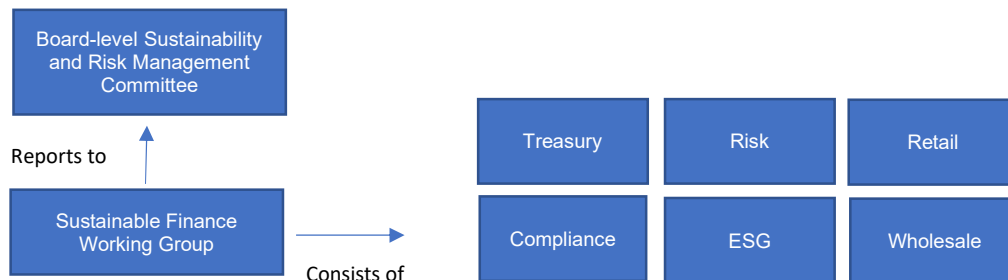 Board-level Sustainability
and Risk Management
Committee
Reports to
Sustainable Finance
Working Group
Consists of
Treasury
Risk
Retail
Compliance
ESG
Wholesale